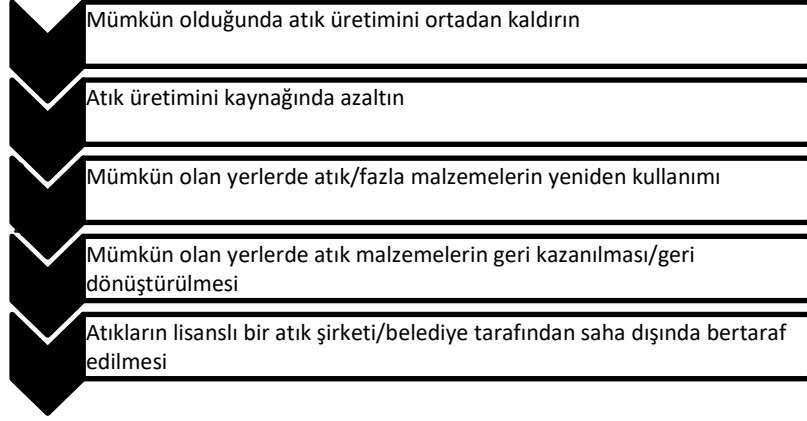 Mümkün olduğunda atık üretimini ortadan kaldırın
Atık üretimini kaynağında azaltın
Mümkün olan yerlerde atık/fazla malzemelerin yeniden kullanımı
Mümkün olan yerlerde atık malzemelerin geri kazanılması/geri
dönüştürülmesi
Atıkların lisanslı bir atık şirketi/belediye tarafından saha dışında bertaraf
edilmesi